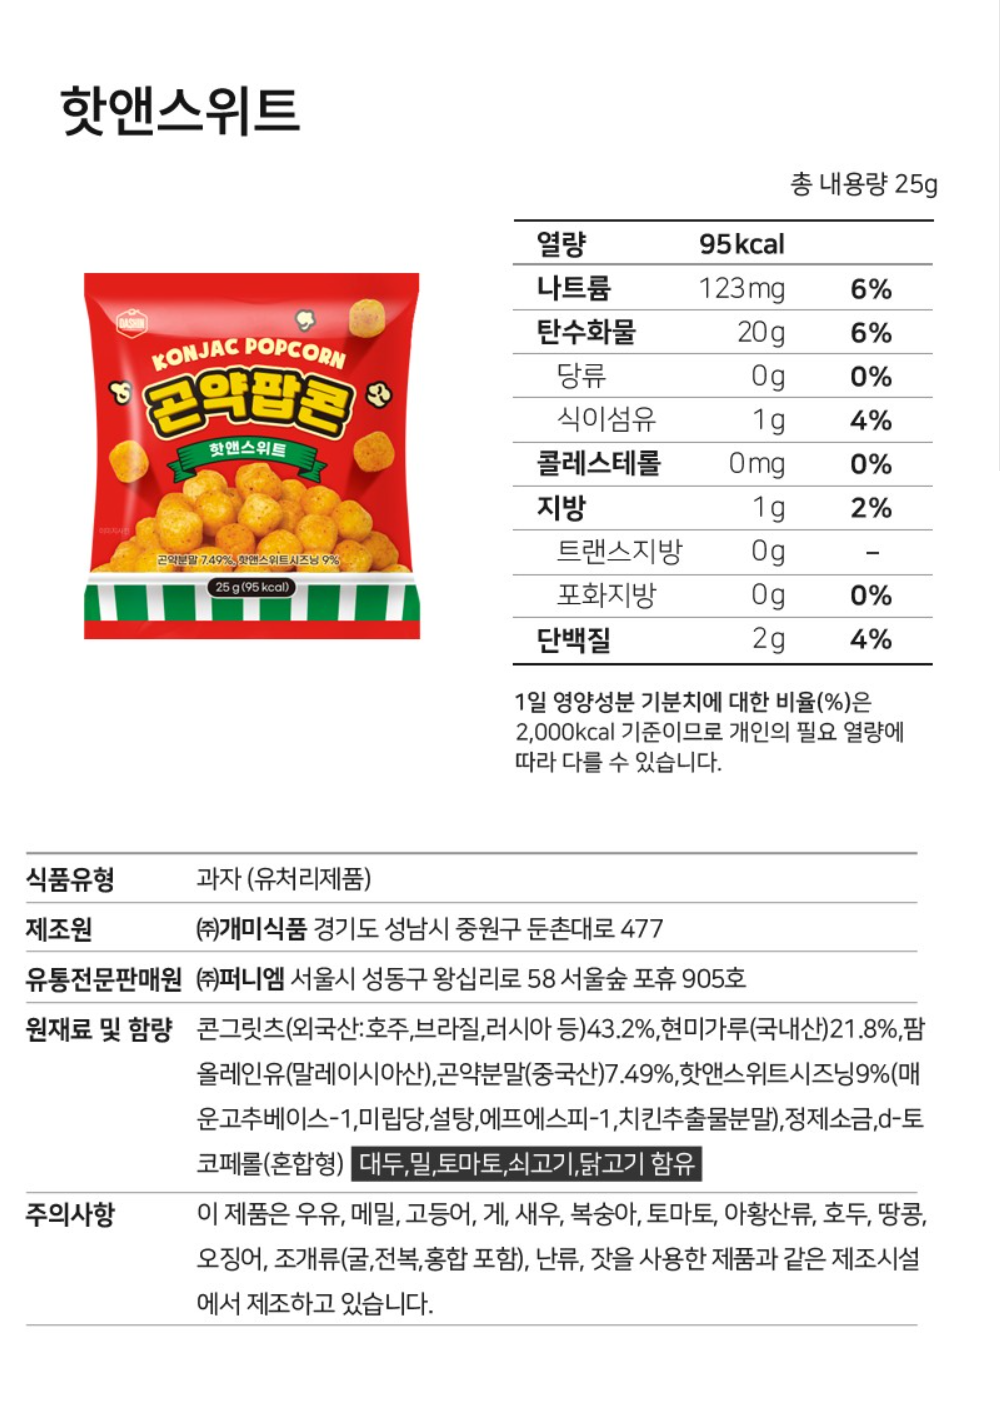 핫앤스위트
총 내용량 25g
열량 95kcal
나트륨 123mg 6%
탄수화물 20g 6%
당류 0g 0%
식이섬유 1g 4%
콜레스테롤 0mg 0%
지방 1g 2%
트랜스지방 0g –
포화지방 0g 0%
단백질 2g 4%
1일 영양성분 기분치에 대한 비율(%)은
2,000kcal 기준이므로 개인의 필요 열량에
따라 다를 수 있습니다.
DASHIN
KONJAC POPCORN
곤약팝콘
핫앤스위트
곤약분말 7.49%, 핫앤스위트시즈닝 9%
25 g (95 kcal)
식품유형 과자 (유처리제품)
제조원 ㈜개미식품 경기도 성남시 중원구 둔촌대로 477
유통전문판매원 ㈜퍼니엠 서울시 성동구 왕십리로 58 서울숲 포휴 905호
원재료 및 함량 콘그릿츠(외국산:호주,브라질,러시아 등)43.2%,현미가루(국내산)21.8%,팜
올레인유(말레이시아산),곤약분말(중국산)7.49%,핫앤스위트시즈닝9%(매
운고추베이스-1,미립당,설탕,에프에스피-1,치킨추출물분말),정제소금,d-토
코페롤(혼합형) 대두,밀,토마토,쇠고기,닭고기 함유
주의사항 이 제품은 우유, 메밀, 고등어, 게, 새우, 복숭아, 토마토, 아황산류, 호두, 땅콩,
오징어, 조개류(굴,전복,홍합 포함), 난류, 잣을 사용한 제품과 같은 제조시설
에서 제조하고 있습니다.